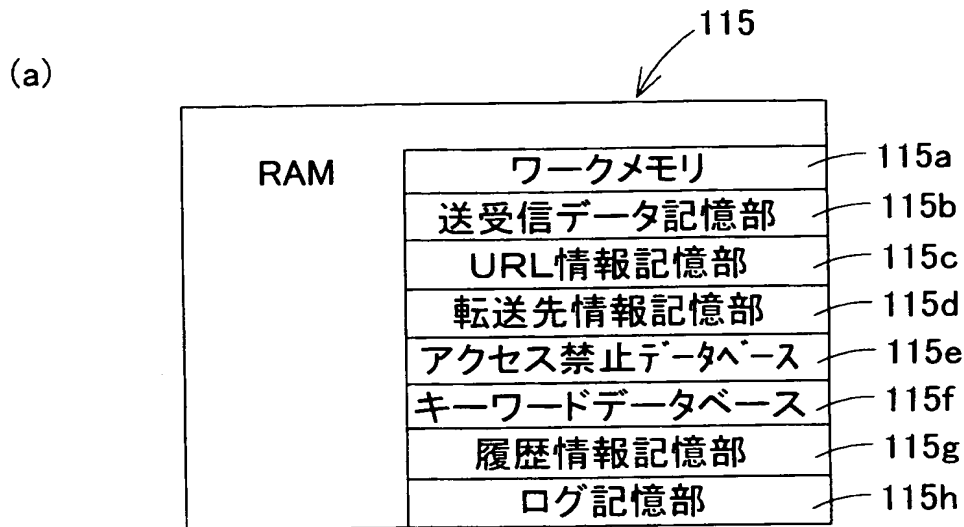 115
(a)
RAM
ワークメモリ 115a
送受信データ記憶部 115b
URL情報記憶部 115c
転送先情報記憶部 115d
アクセス禁止データベース 115e
キーワードデータベース 115f
履歴情報記憶部 115g
ログ記憶部 115h